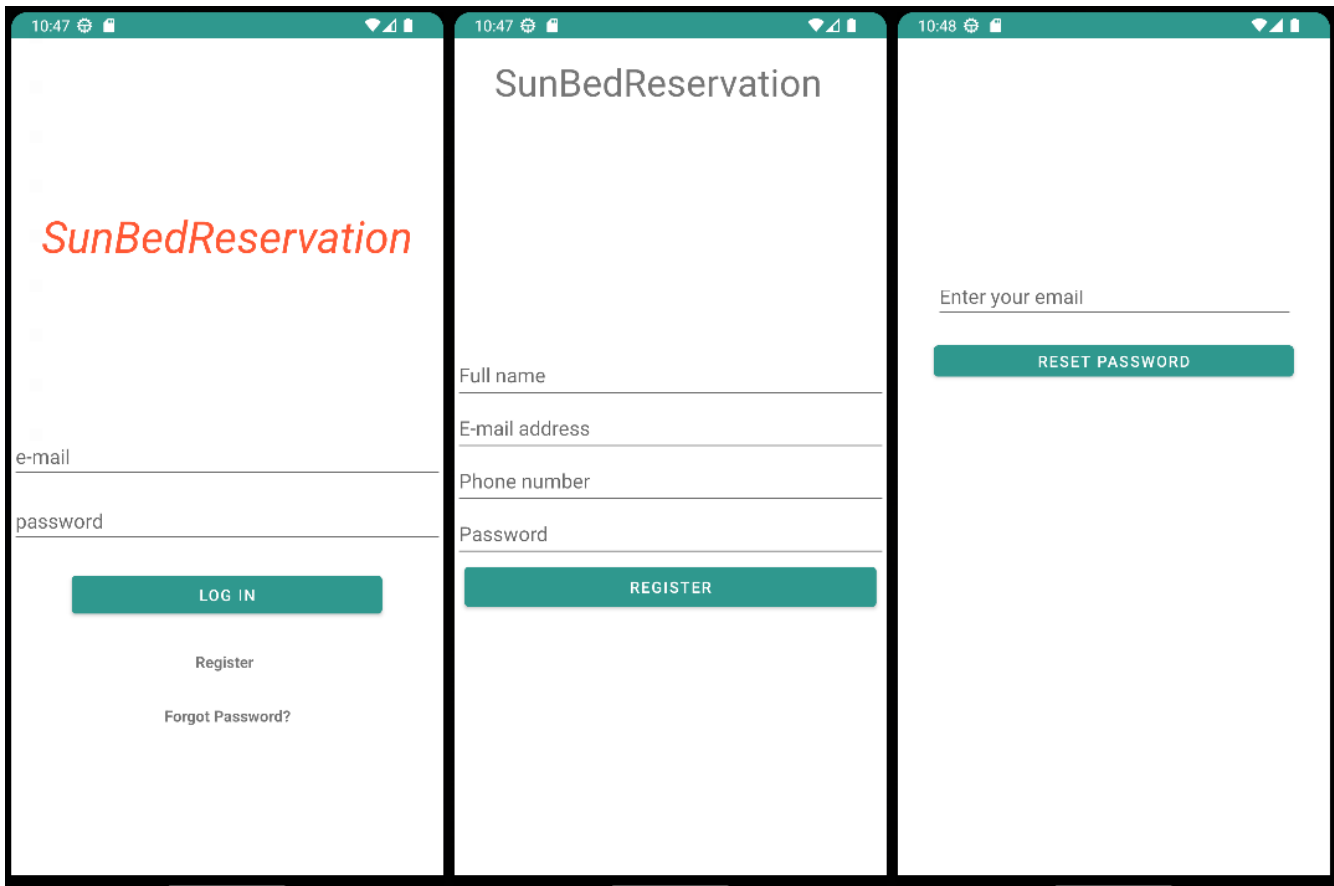 10:47
SunBedReservation
e-mail
password
LOG IN
Register
Forgot Password?
10:47
SunBedReservation
Full name
E-mail address
Phone number
Password
REGISTER
10:48
Enter your email
RESET PASSWORD